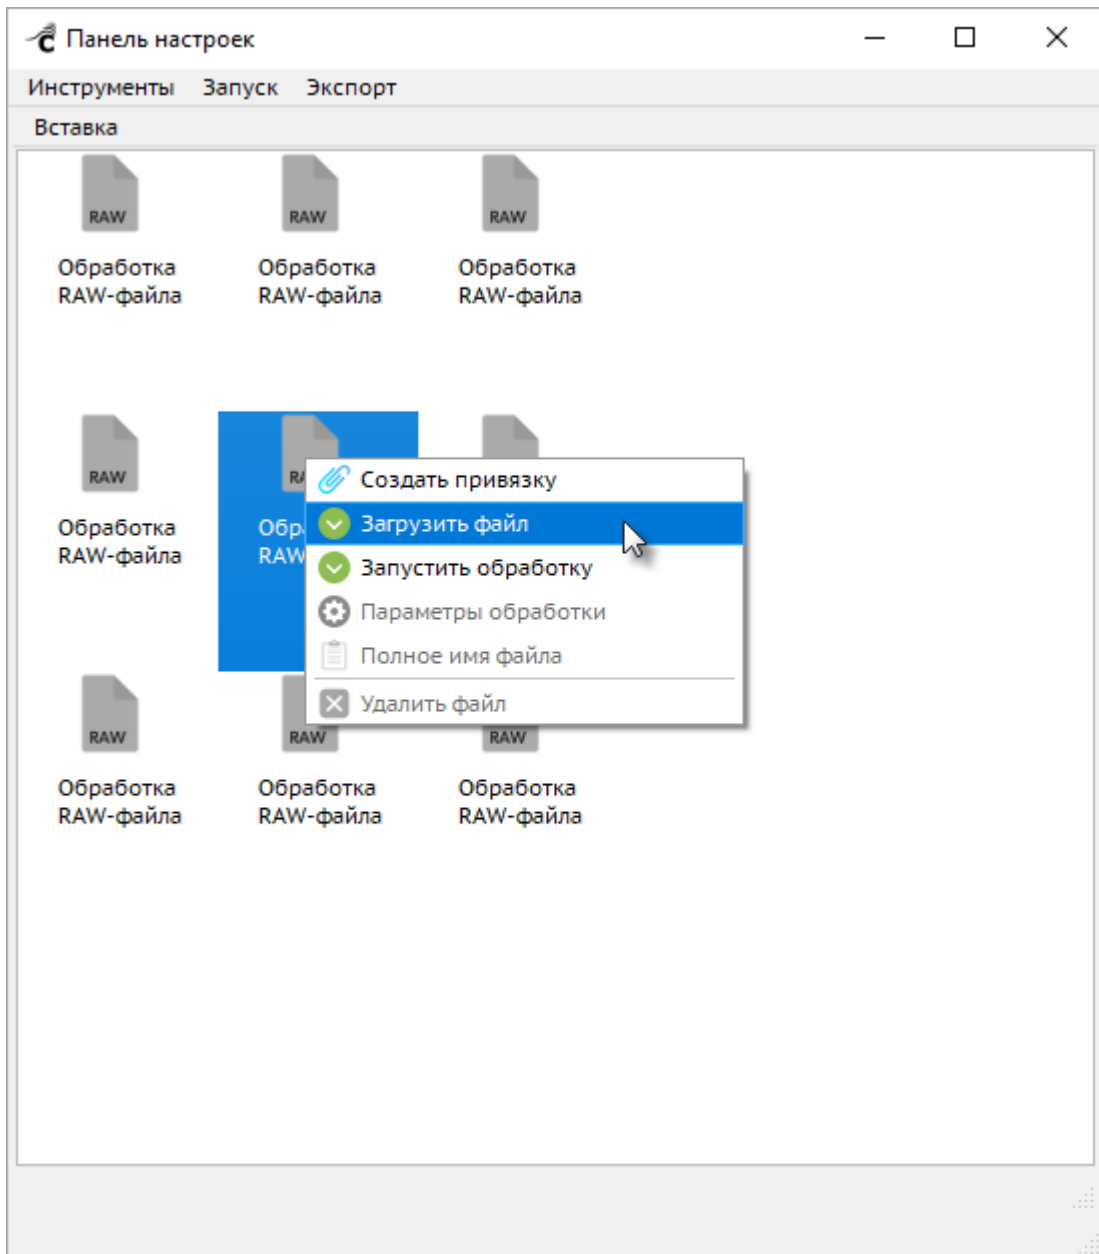 Панель настроек
Инструменты Запуск Экспорт
Вставка
RAW RAW RAW
Обработка Обработка Обработка
RAW-файла RAW-файла RAW-файла
RAW
Создать привязку
Загрузить файл
Обработка
RAW-файла RAW
Запустить обработку
Параметры обработки
Полное имя файла
Удалить файл
RAW RAW RAW
Обработка Обработка Обработка
RAW-файла RAW-файла RAW-файла